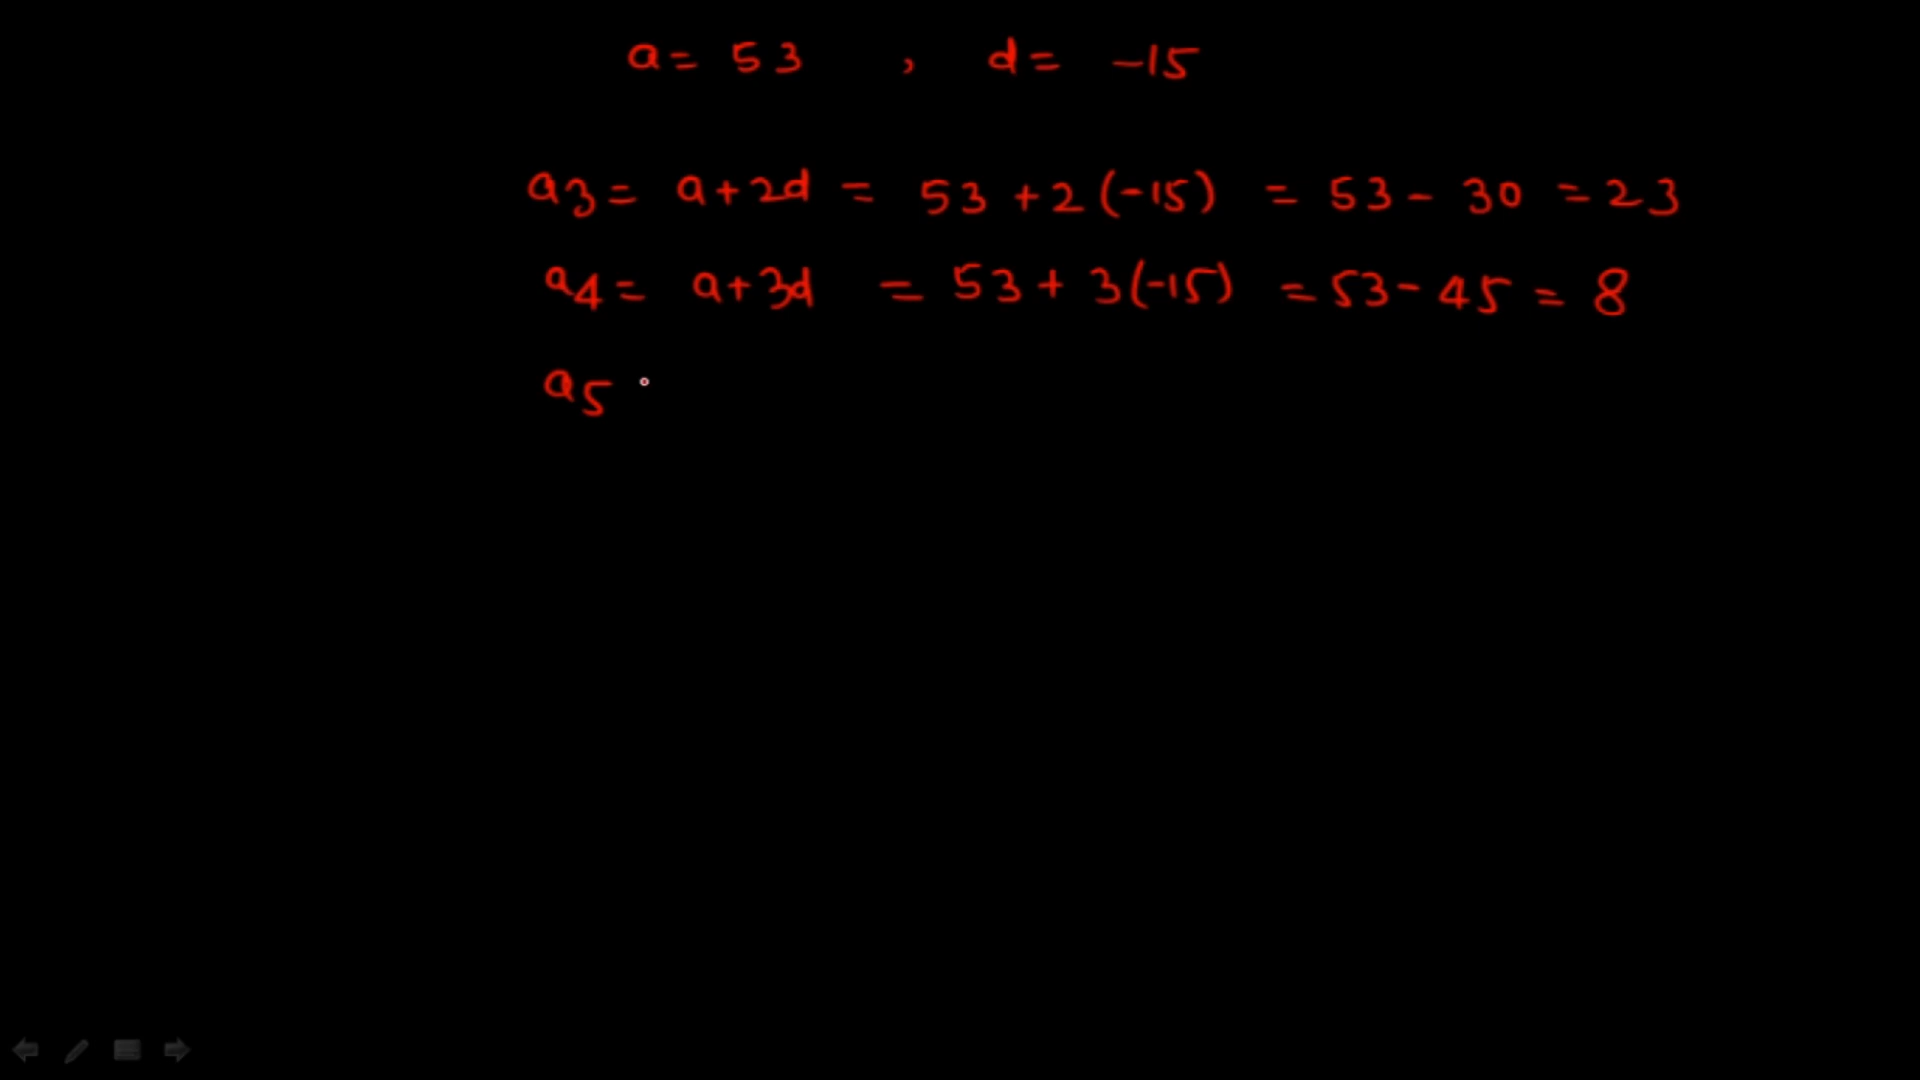 a = 53 , d = -15
a3 = a+2d = 53 +2(-15) = 53 - 30 = 23
a4 = a+3d = 53 + 3(-15) = 53 - 45 = 8
a5